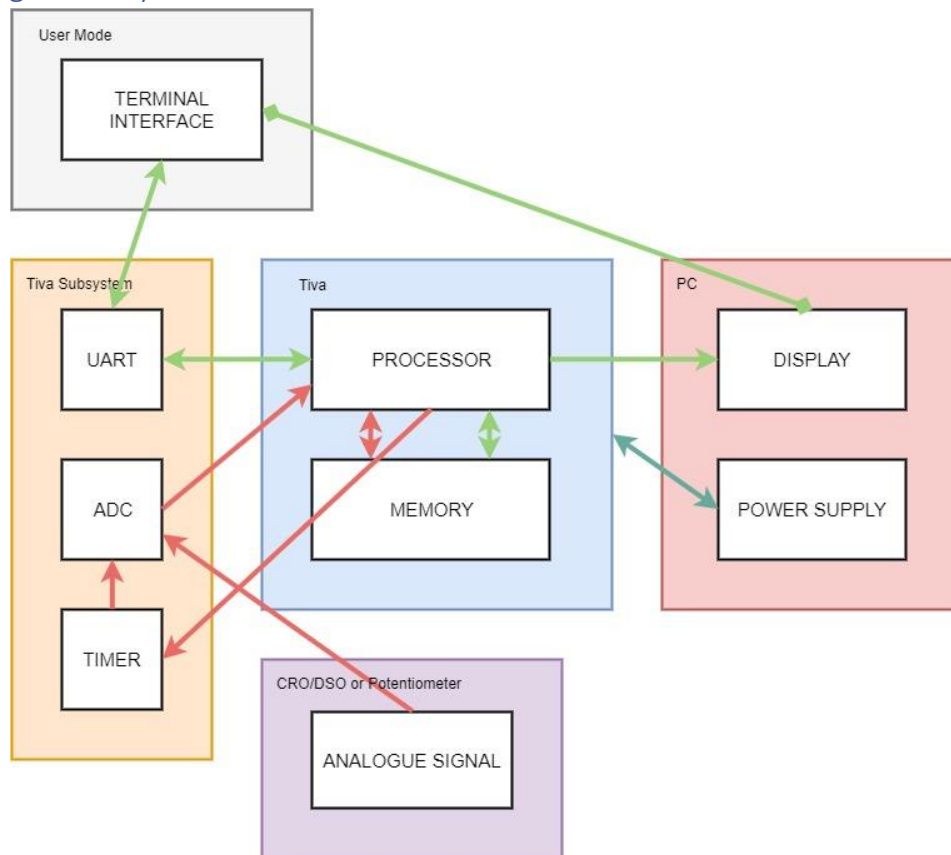 User Mode
TERMINAL
INTERFACE
Tiva Subsystem
Tiva
PC
UART
PROCESSOR
DISPLAY
ADC
MEMORY
POWER SUPPLY
TIMER
CRO/DSO or Potentiometer
ANALOGUE SIGNAL